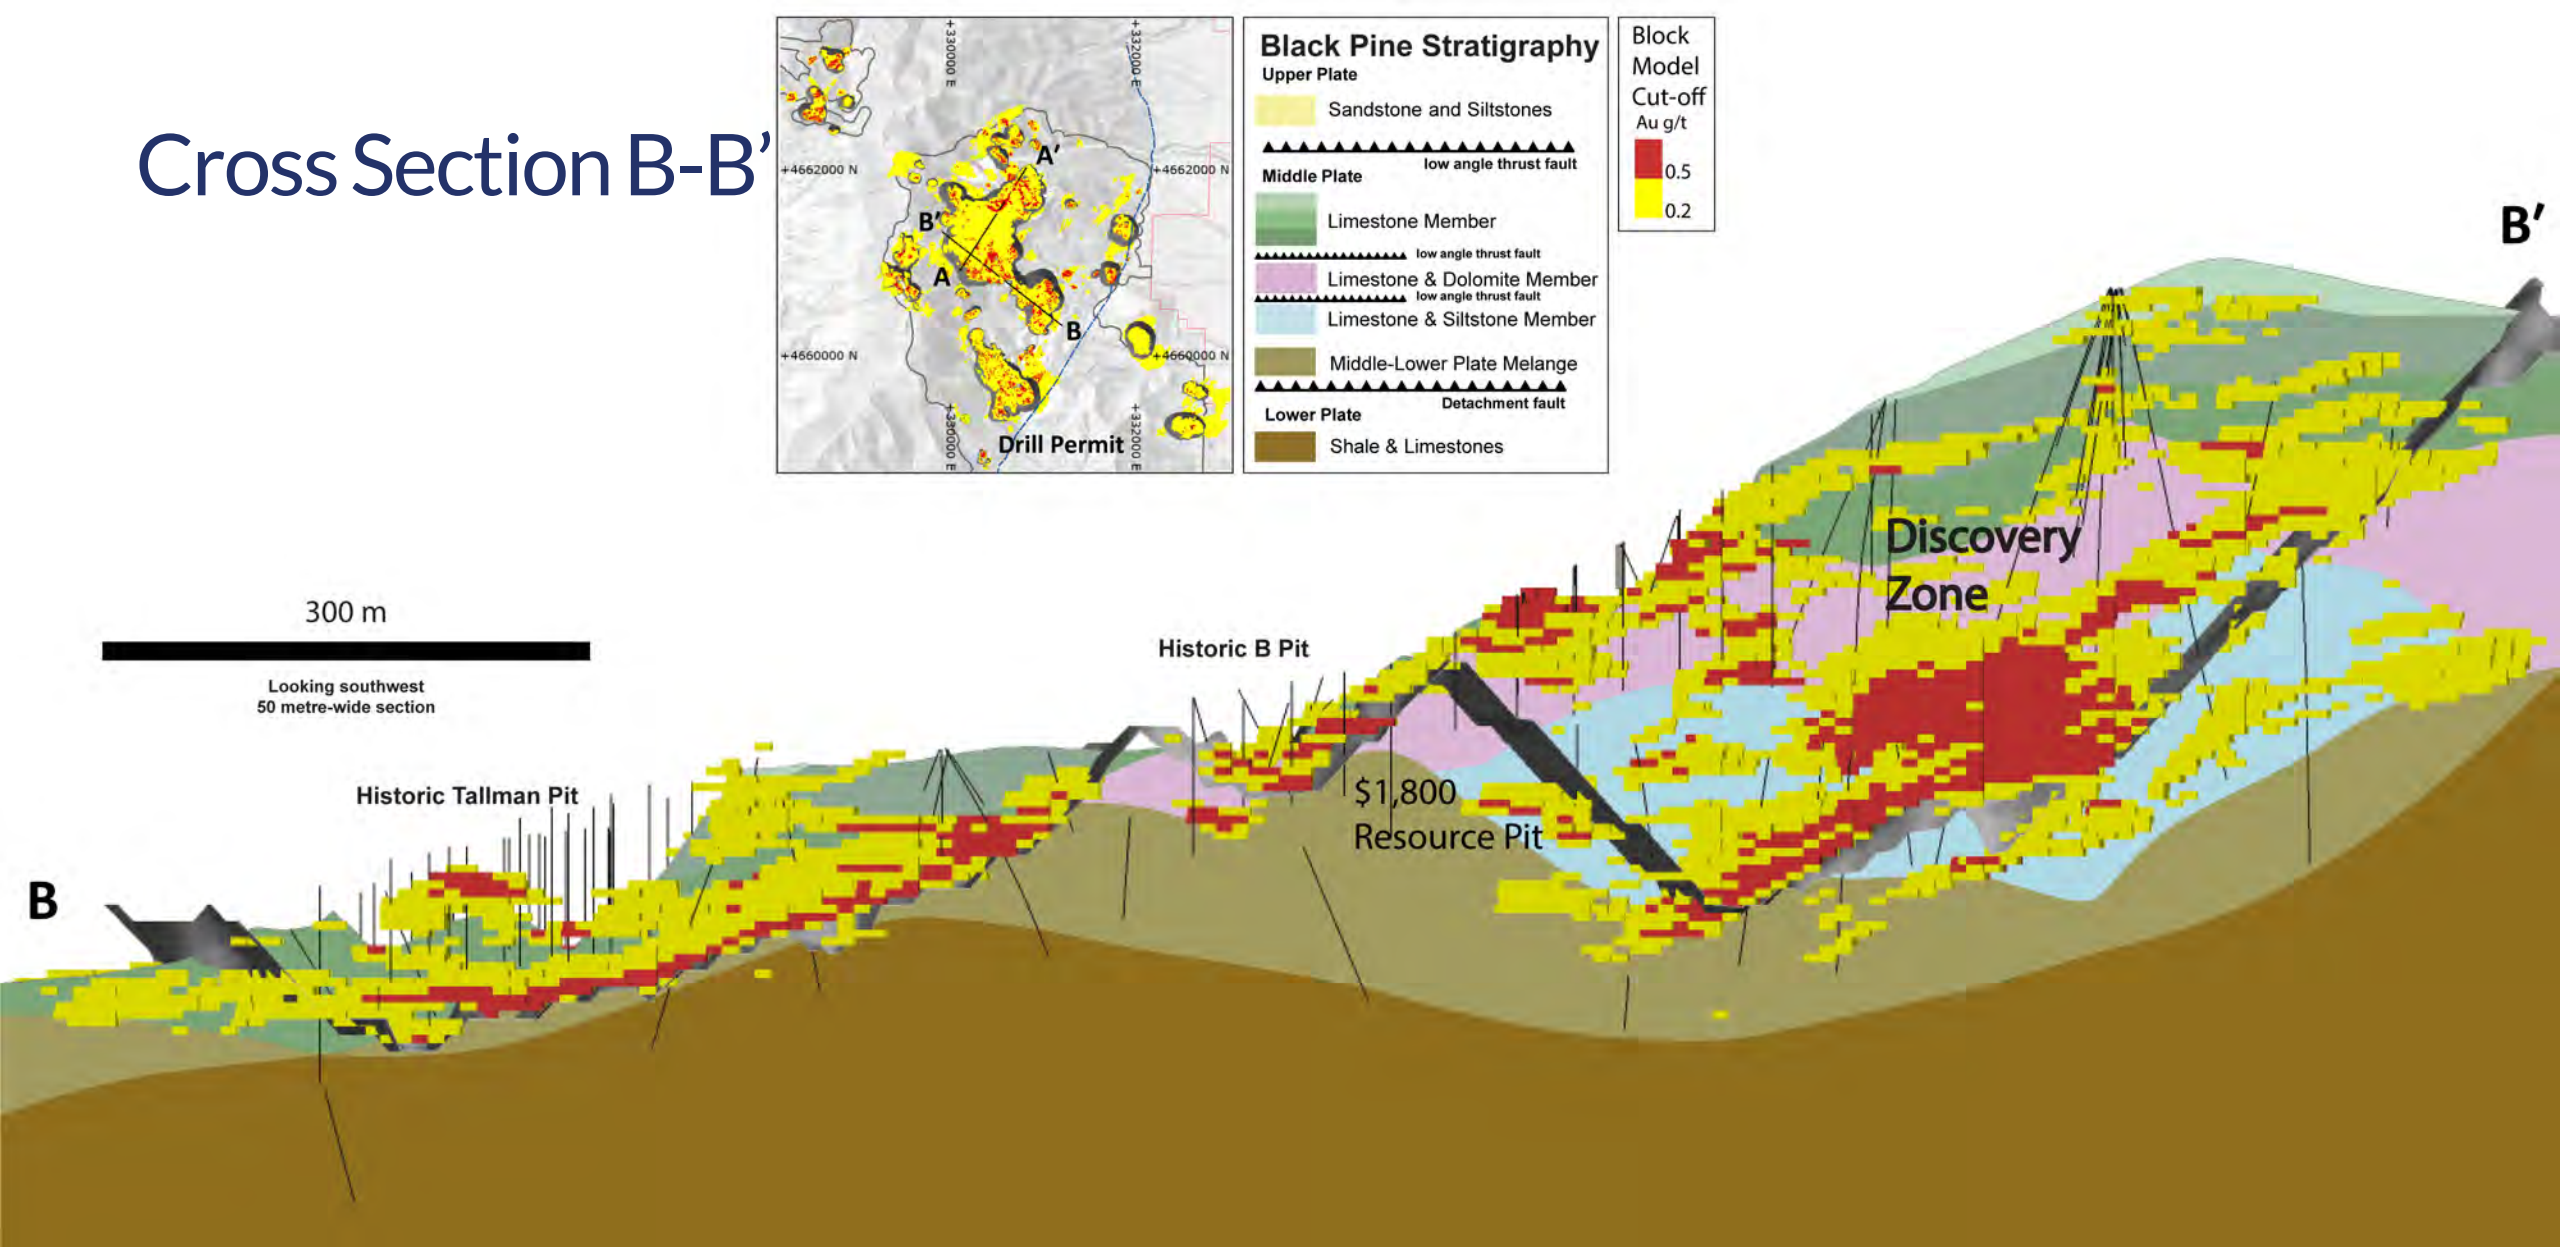 Cross Section B-B’
+330000 E
+332000 E
+4662000 N
+4662000 N
A’
B’
A
B
+4660000 N
+4660000 N
+330000 E
+332000 E
Drill Permit
Black Pine Stratigraphy
Upper Plate
Sandstone and Siltstones
low angle thrust fault
Middle Plate
Limestone Member
low angle thrust fault
Limestone & Dolomite Member
low angle thrust fault
Limestone & Siltstone Member
Middle-Lower Plate Melange
Detachment fault
Lower Plate
Shale & Limestones
Block
Model
Cut-off
Au g/t
0.5
0.2
B’
Discovery
Zone
300 m
Looking southwest
50 metre-wide section
Historic B Pit
Historic Tallman Pit
$1,800
Resource Pit
B